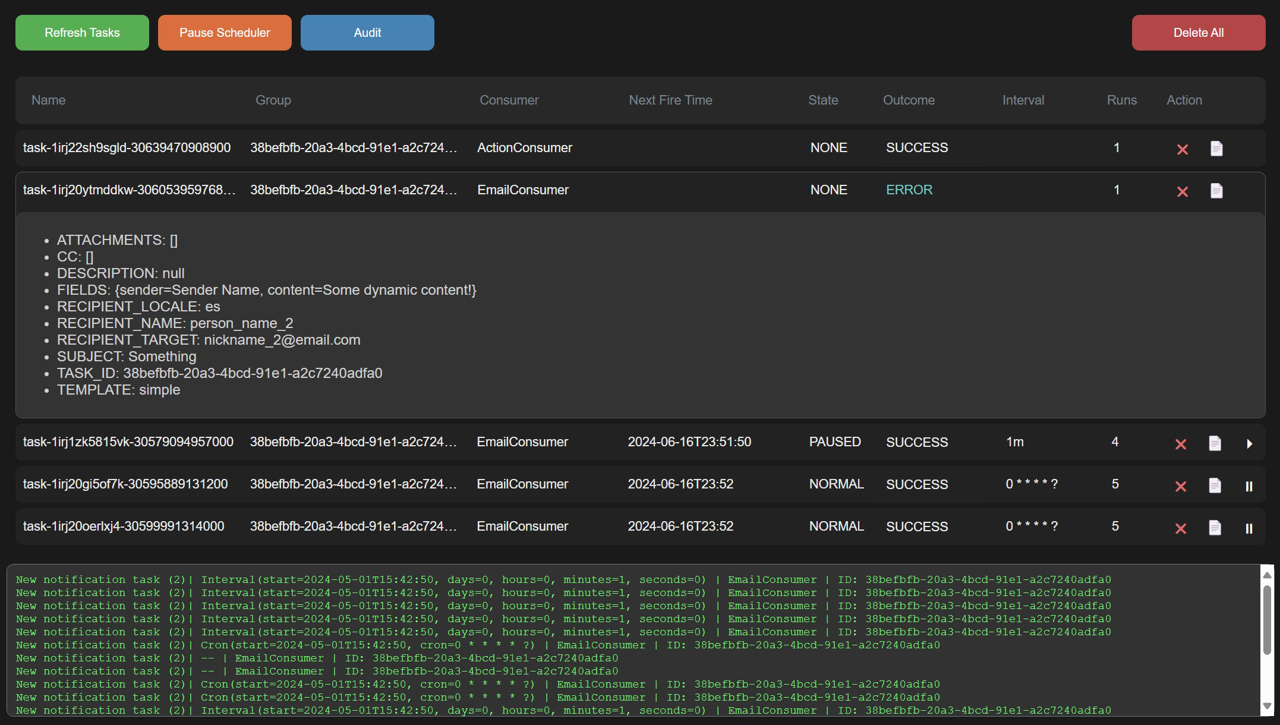 Refresh Tasks Pause Scheduler Audit Delete All
Name Group Consumer Next Fire Time State Outcome Interval Runs Action
task-1irj22sh9sgld-30639470908900 38befbfb-20a3-4bcd-91e1-a2c724… ActionConsumer NONE SUCCESS 1
task-1irj20ytmddkw-306053959768… 38befbfb-20a3-4bcd-91e1-a2c724… EmailConsumer NONE ERROR 1
• ATTACHMENTS: []
• CC: []
• DESCRIPTION: null
• FIELDS: {sender=Sender Name, content=Some dynamic content!}
• RECIPIENT_LOCALE: es
• RECIPIENT_NAME: person_name_2
• RECIPIENT_TARGET: nickname_2@email.com
• SUBJECT: Something
• TASK_ID: 38befbfb-20a3-4bcd-91e1-a2c7240adfa0
• TEMPLATE: simple
task-1irj1zk5815vk-30579094957000 38befbfb-20a3-4bcd-91e1-a2c724… EmailConsumer 2024-06-16T23:51:50 PAUSED SUCCESS 1m 4
task-1irj20gi5of7k-30595889131200 38befbfb-20a3-4bcd-91e1-a2c724… EmailConsumer 2024-06-16T23:52 NORMAL SUCCESS 0 * * * * ? 5
task-1irj20oerlxj4-30599991314000 38befbfb-20a3-4bcd-91e1-a2c724… EmailConsumer 2024-06-16T23:52 NORMAL SUCCESS 0 * * * * ? 5
New notification task (2)| Interval(start=2024-05-01T15:42:50, days=0, hours=0, minutes=1, seconds=0) | EmailConsumer | ID: 38befbfb-20a3-4bcd-91e1-a2c7240adfa0
New notification task (2)| Interval(start=2024-05-01T15:42:50, days=0, hours=0, minutes=1, seconds=0) | EmailConsumer | ID: 38befbfb-20a3-4bcd-91e1-a2c7240adfa0
New notification task (2)| Interval(start=2024-05-01T15:42:50, days=0, hours=0, minutes=1, seconds=0) | EmailConsumer | ID: 38befbfb-20a3-4bcd-91e1-a2c7240adfa0
New notification task (2)| Interval(start=2024-05-01T15:42:50, days=0, hours=0, minutes=1, seconds=0) | EmailConsumer | ID: 38befbfb-20a3-4bcd-91e1-a2c7240adfa0
New notification task (2)| Interval(start=2024-05-01T15:42:50, days=0, hours=0, minutes=1, seconds=0) | EmailConsumer | ID: 38befbfb-20a3-4bcd-91e1-a2c7240adfa0
New notification task (2)| Cron(start=2024-05-01T15:42:50, cron=0 * * * * ?) | EmailConsumer | ID: 38befbfb-20a3-4bcd-91e1-a2c7240adfa0
New notification task (2)| -- | EmailConsumer | ID: 38befbfb-20a3-4bcd-91e1-a2c7240adfa0
New notification task (2)| -- | EmailConsumer | ID: 38befbfb-20a3-4bcd-91e1-a2c7240adfa0
New notification task (2)| Cron(start=2024-05-01T15:42:50, cron=0 * * * * ?) | EmailConsumer | ID: 38befbfb-20a3-4bcd-91e1-a2c7240adfa0
New notification task (2)| Cron(start=2024-05-01T15:42:50, cron=0 * * * * ?) | EmailConsumer | ID: 38befbfb-20a3-4bcd-91e1-a2c7240adfa0
New notification task (2)| Interval(start=2024-05-01T15:42:50, days=0, hours=0, minutes=1, seconds=0) | EmailConsumer | ID: 38befbfb-20a3-4bcd-91e1-a2c7240adfa0